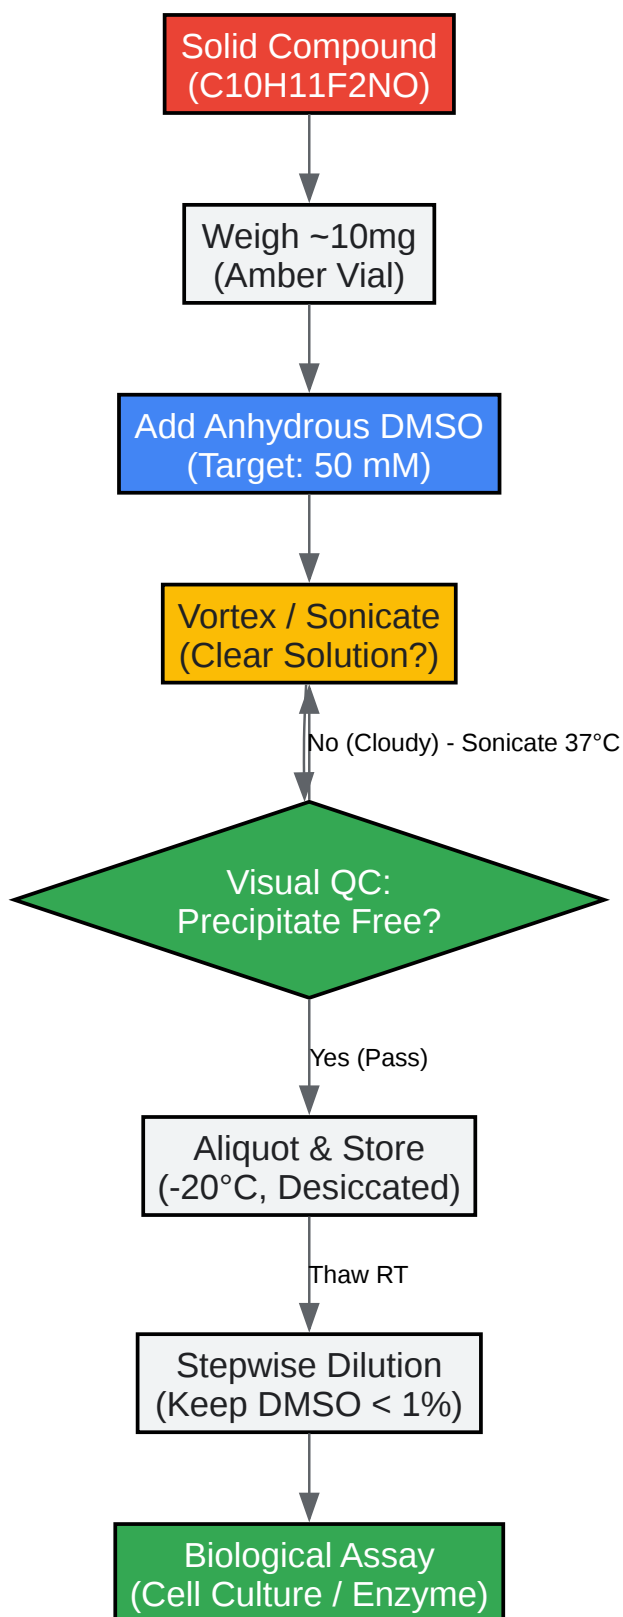 Solid Compound
(C10H11F2NO)
Weigh ~10mg
(Amber Vial)
Add Anhydrous DMSO
(Target: 50 mM)
Vortex / Sonicate
(Clear Solution?)
No (Cloudy) - Sonicate 37°C
Visual QC:
Precipitate Free?
Yes (Pass)
Aliquot & Store
(-20°C, Desiccated)
Thaw RT
Stepwise Dilution
(Keep DMSO < 1%)
Biological Assay
(Cell Culture / Enzyme)